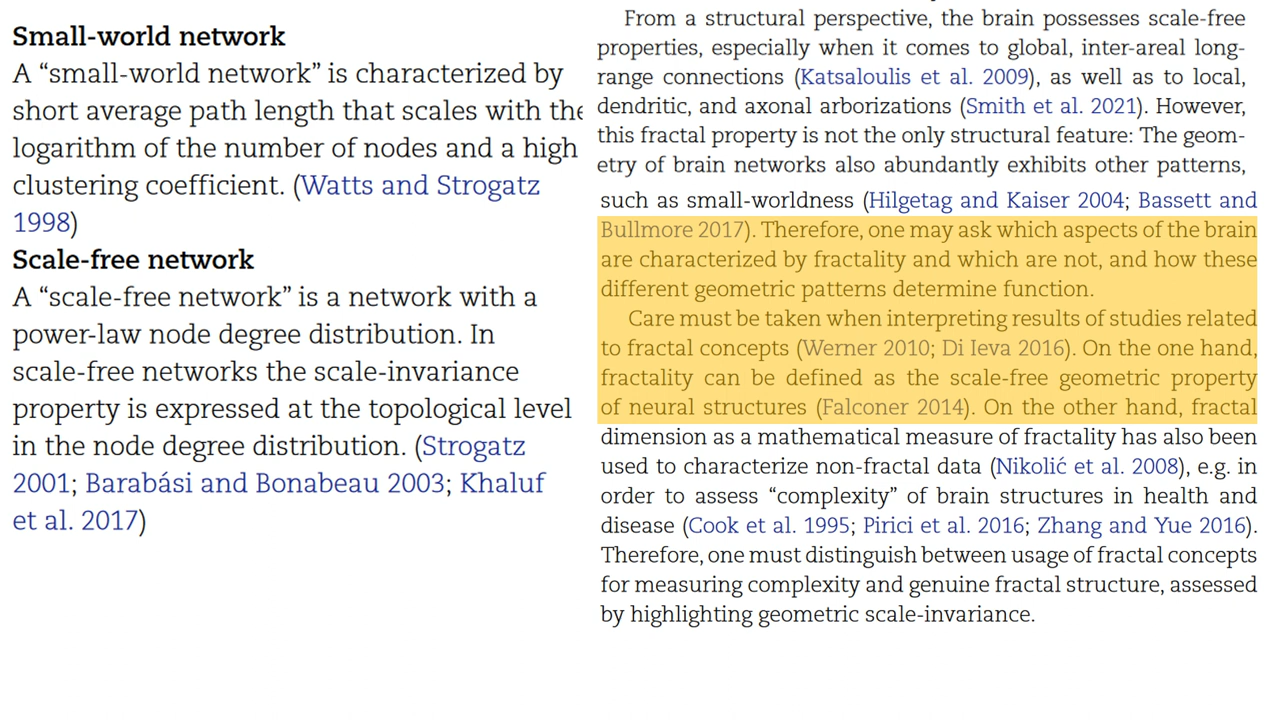 Small-world network
A “small-world network” is characterized by
short average path length that scales with the
logarithm of the number of nodes and a high
clustering coefficient. (Watts and Strogatz
1998)
Scale-free network
A “scale-free network” is a network with a
power-law node degree distribution. In
scale-free networks the scale-invariance
property is expressed at the topological level
in the node degree distribution. (Strogatz
2001; Barabási and Bonabeau 2003; Khaluf
et al. 2017)
From a structural perspective, the brain possesses scale-free
properties, especially when it comes to global, inter-areal long-
range connections (Katsaloulis et al. 2009), as well as to local,
dendritic, and axonal arborizations (Smith et al. 2021). However,
this fractal property is not the only structural feature: The geom-
etry of brain networks also abundantly exhibits other patterns,
such as small-worldness (Hilgetag and Kaiser 2004; Bassett and
Bullmore 2017). Therefore, one may ask which aspects of the brain
are characterized by fractality and which are not, and how these
different geometric patterns determine function.
Care must be taken when interpreting results of studies related
to fractal concepts (Werner 2010; Di Ieva 2016). On the one hand,
fractality can be defined as the scale-free geometric property
of neural structures (Falconer 2014). On the other hand, fractal
dimension as a mathematical measure of fractality has also been
used to characterize non-fractal data (Nikolić et al. 2008), e.g. in
order to assess “complexity” of brain structures in health and
disease (Cook et al. 1995; Pirici et al. 2016; Zhang and Yue 2016).
Therefore, one must distinguish between usage of fractal concepts
for measuring complexity and genuine fractal structure, assessed
by highlighting geometric scale-invariance.